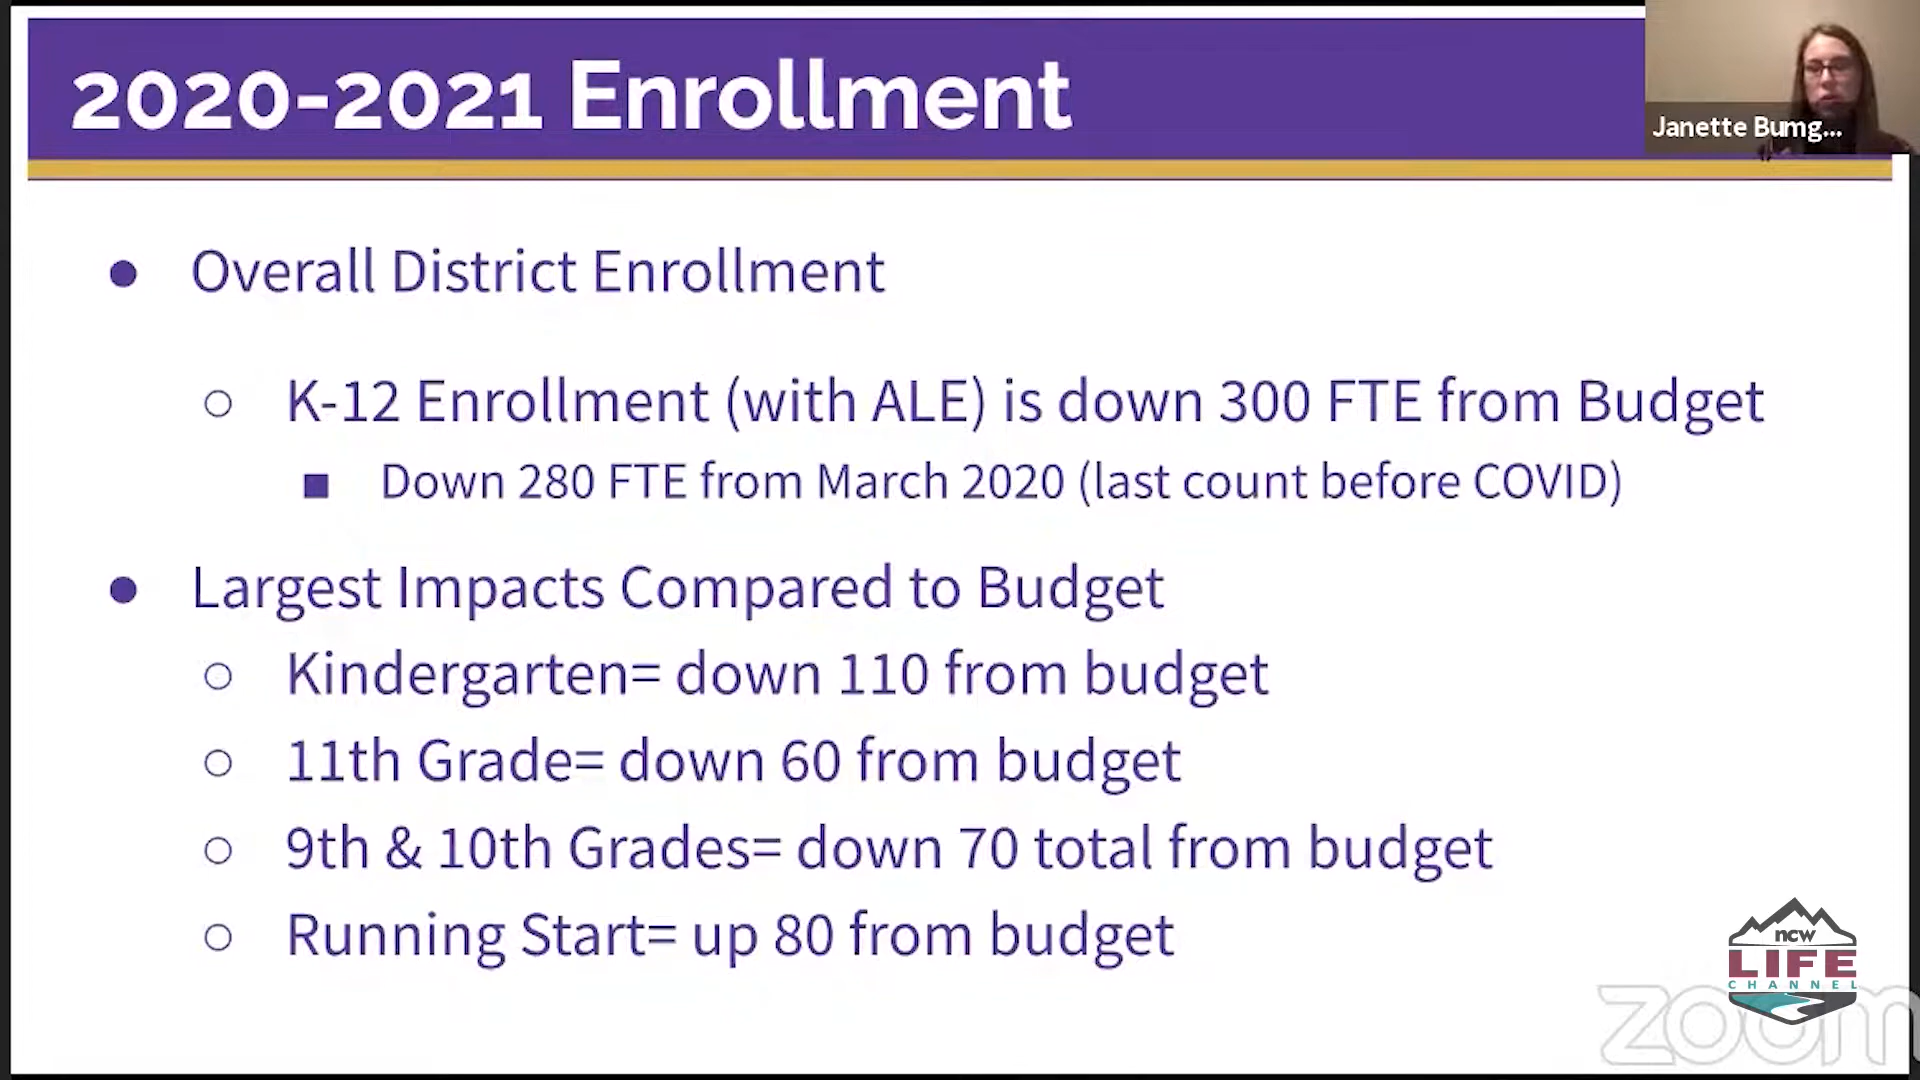 2020-2021 Enrollment
Janette Bumg...
● Overall District Enrollment
○ K-12 Enrollment (with ALE) is down 300 FTE from Budget
■ Down 280 FTE from March 2020 (last count before COVID)
● Largest Impacts Compared to Budget
○ Kindergarten= down 110 from budget
○ 11th Grade= down 60 from budget
○ 9th & 10th Grades= down 70 total from budget
○ Running Start= up 80 from budget
ncw
LIFE
CHANNEL
zoom